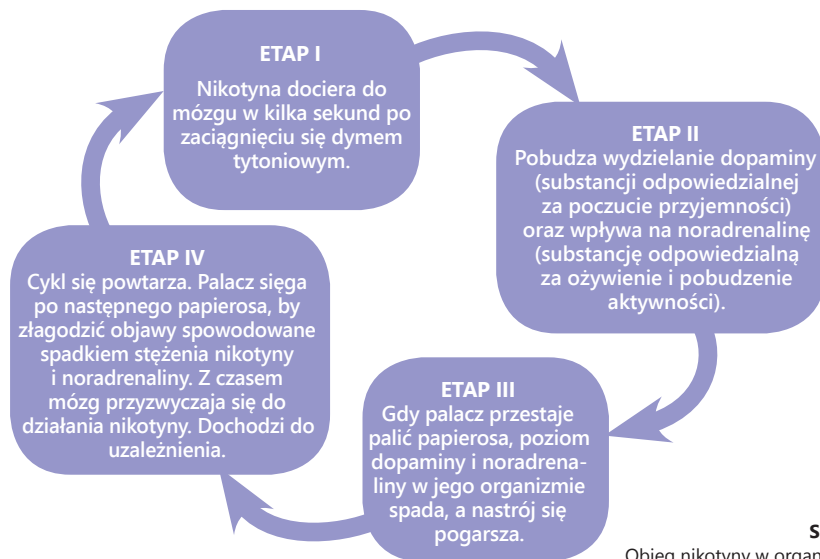 ETAP I
Nikotyna dociera do
mózgu w kilka sekund po
zaciągnięciu się dymem
tytoniowym.
ETAP II
Pobudza wydzielanie dopaminy
(substancji odpowiedzialnej
za poczucie przyjemności)
oraz wpływa na noradrenalinę
(substancję odpowiedzialną
za ożywienie i pobudzenie
aktywności).
ETAP III
Gdy palacz przestaje
palić papierosa, poziom
dopaminy i noradrena-
liny w jego organizmie
spada, a nastrój się
pogarsza.
ETAP IV
Cykl się powtarza. Palacz sięga
po następnego papierosa, by
złagodzić objawy spowodowane
spadkiem stężenia nikotyny
i noradrenaliny. Z czasem
mózg przyzwyczaja się do
działania nikotyny. Dochodzi do
uzależnienia.
S
Obieg nikotyny w organ